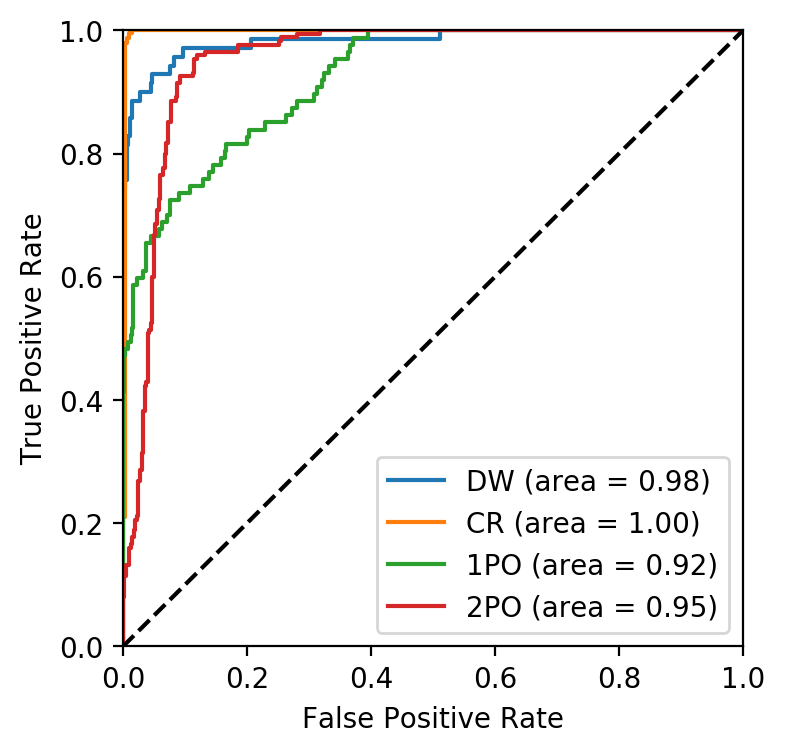 1.0
0.8
0.6
0.4
0.2
0.0
True Positive Rate
DW (area = 0.98)
CR (area = 1.00)
1PO (area = 0.92)
2PO (area = 0.95)
0.0 0.2 0.4 0.6 0.8 1.0
False Positive Rate